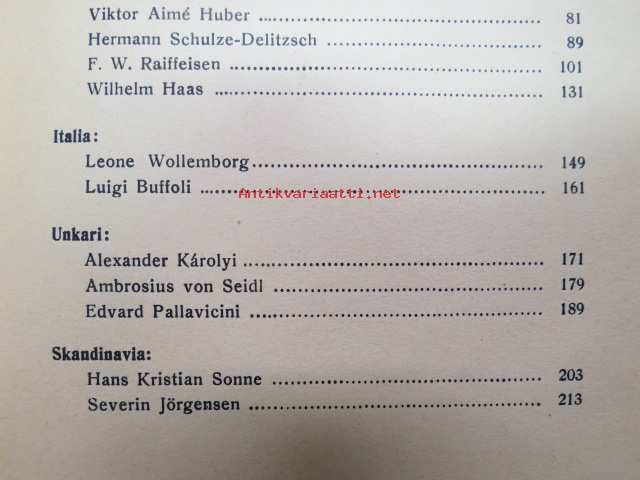 Viktor Aimé Huber ........ 81
Hermann Schulze-Delitzsch ........ 89
F. W. Raiffeisen ........ 101
Wilhelm Haas ........ 131
Italia:
Leone Wollemborg ........ 149
Luigi Buffoli ........ 161
Antikvariaatti.net
Unkari:
Alexander Károlyi ........ 171
Ambrosius von Seidl ........ 179
Edvard Pallavicini ........ 189
Skandinavia:
Hans Kristian Sonne ........ 203
Severin Jörgensen ........ 213